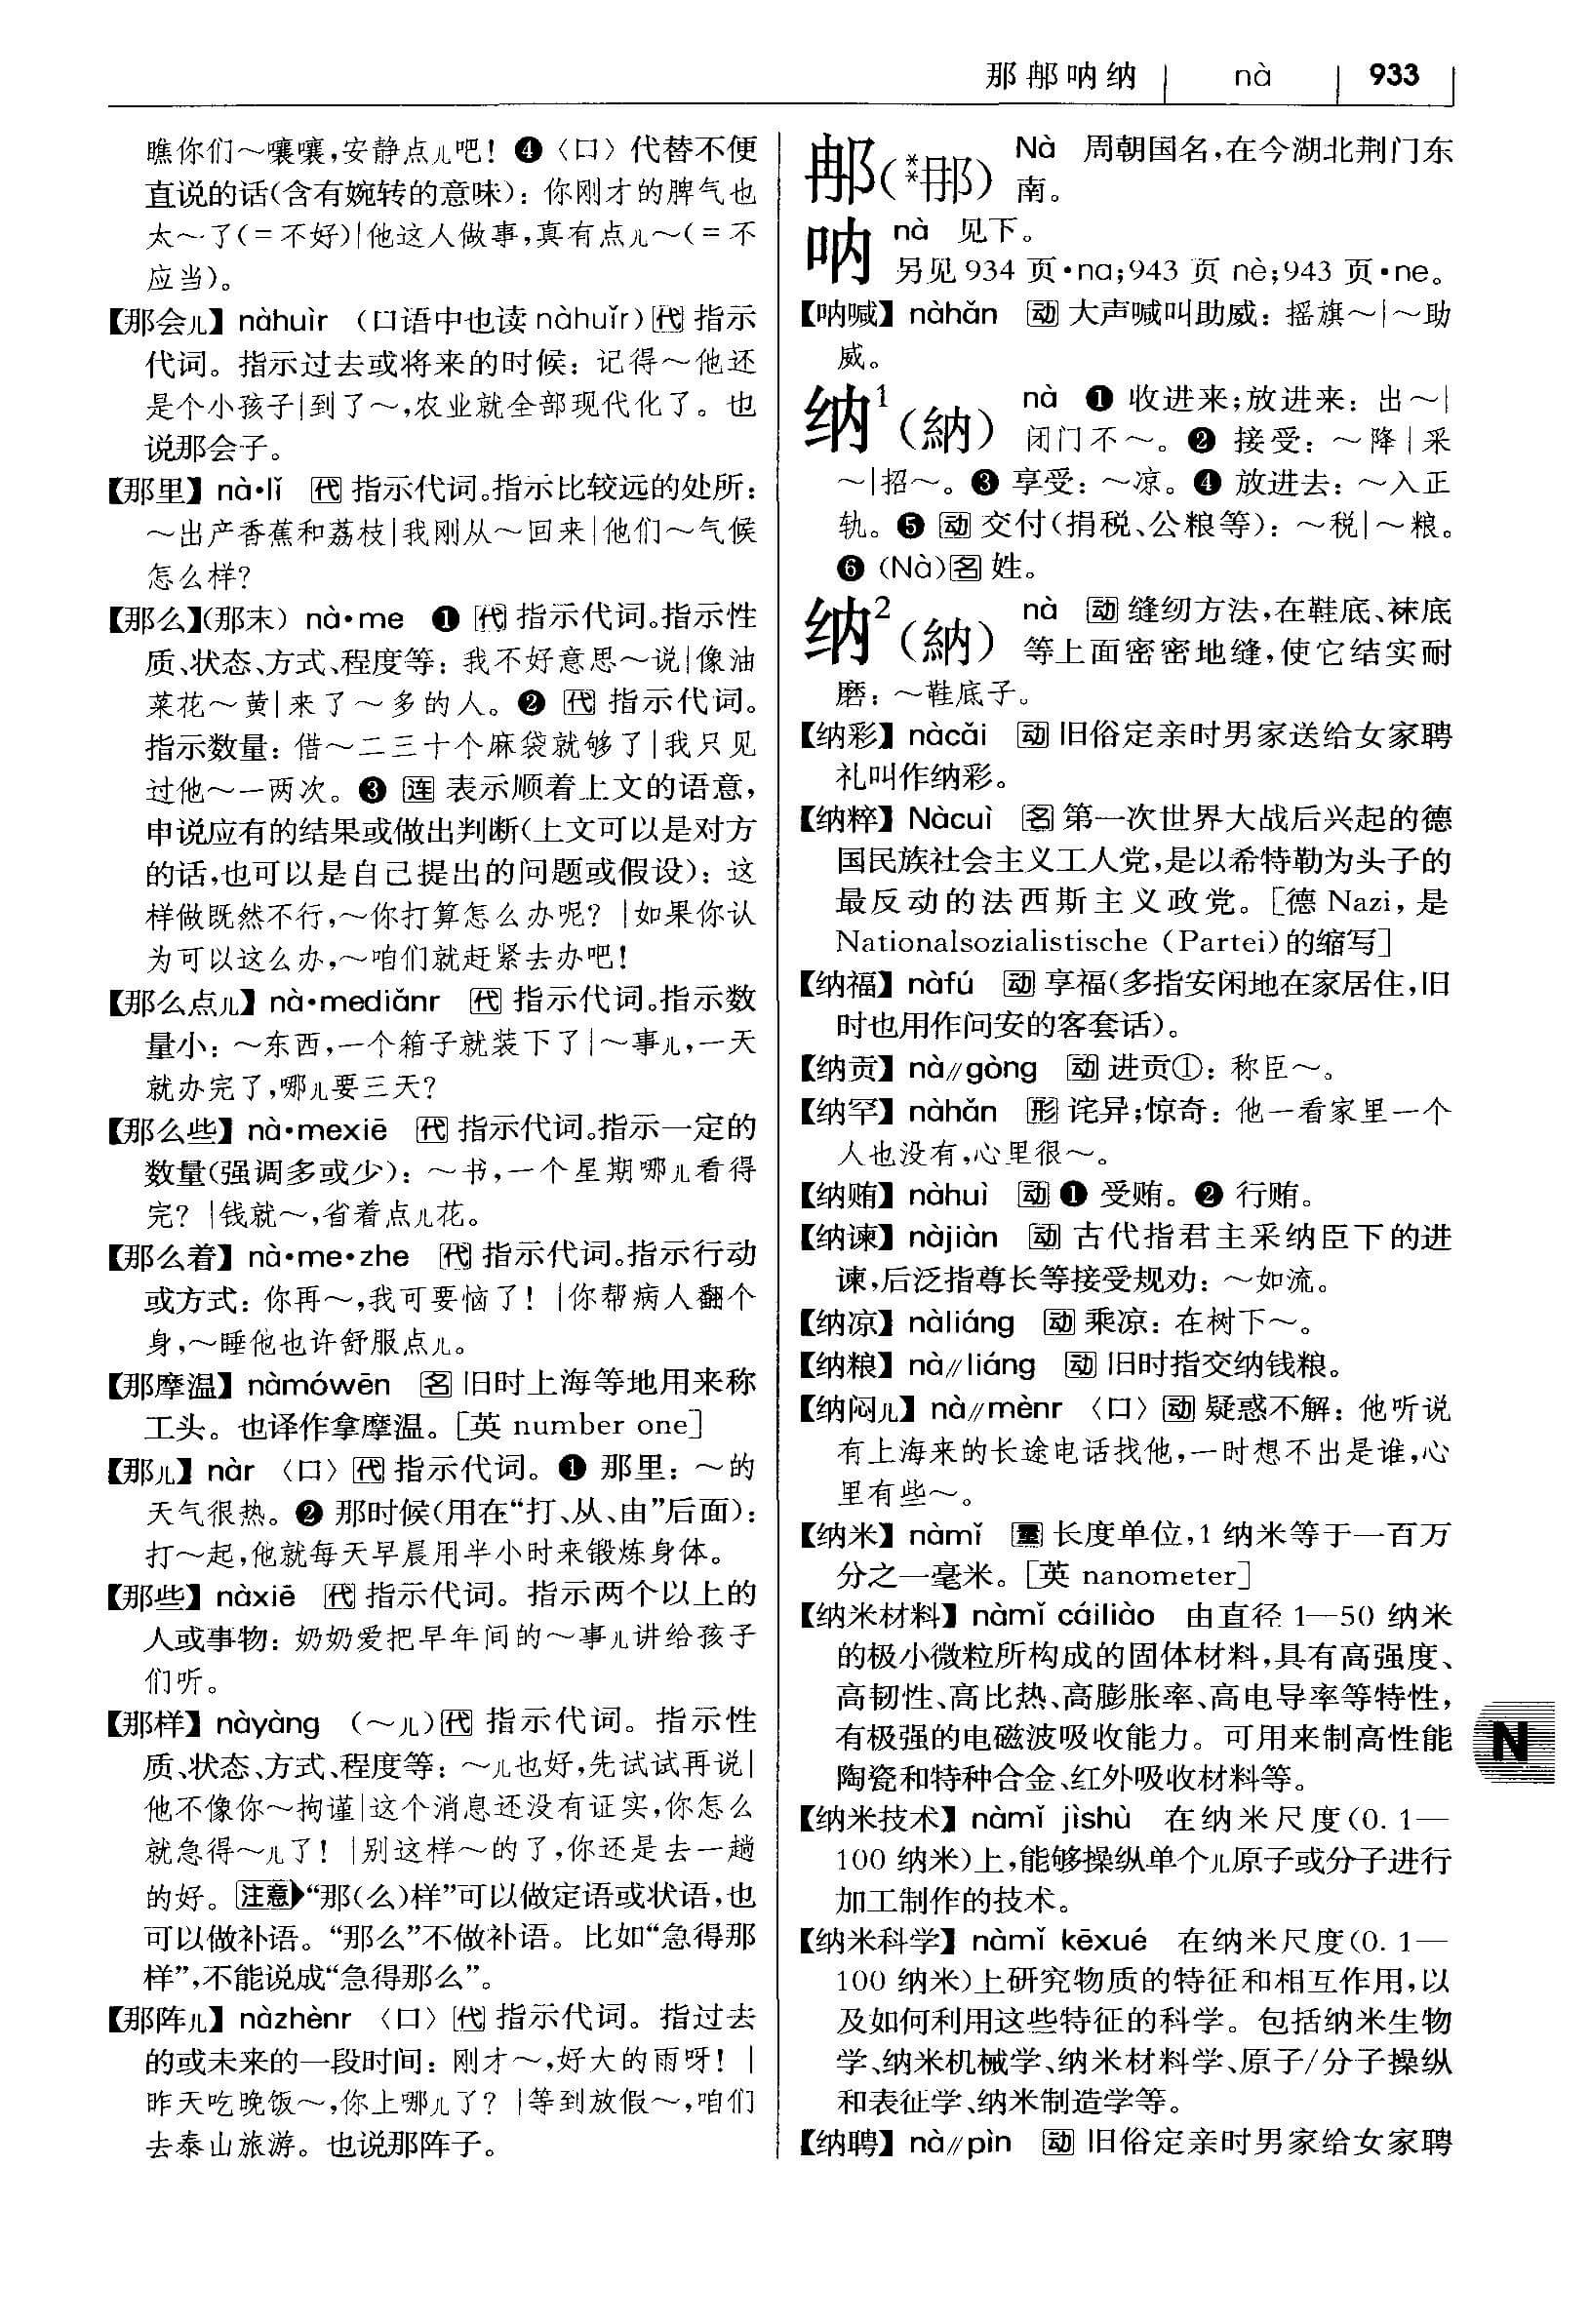 那𨙻呐纳 nà 933
瞧你们～嚷嚷，安静点儿吧！❹〈口〉代替不便
直说的话（含有婉转的意味）：你刚才的脾气也
太～了（＝不好）|他这人做事，真有点儿～（＝不
应当）。
【那会儿】nàhuìr （口语中也读 nàhuǐr）代 指示
代词。指示过去或将来的时候：记得～他还
是个小孩子|到了～，农业就全部现代化了。也
说那会子。
【那里】nà·lǐ 代 指示代词。指示比较远的处所：
～出产香蕉和荔枝|我刚从～回来|他们～气候
怎么样？
【那么】（那末） nà·me ❶ 代 指示代词。指示性
质、状态、方式、程度等：我不好意思～说|像油
菜花～黄|来了～多的人。❷ 代 指示代词。
指示数量：借～二三十个麻袋就够了|我只见
过他～一两次。❸ 连 表示顺着上文的语意，
申说应有的结果或做出判断（上文可以是对方
的话，也可以是自己提出的问题或假设）：这
样做既然不行，～你打算怎么办呢？|如果你认
为可以这么办，～咱们就赶紧去办吧！
【那么点儿】nà·mediǎnr 代 指示代词。指示数
量小：～东西，一个箱子就装下了|～事儿，一天
就办完了，哪儿要三天？
【那么些】nà·mexiē 代 指示代词。指示一定的
数量（强调多或少）：～书，一个星期哪儿看得
完？|钱就～，省着点儿花。
【那么着】nà·me·zhe 代 指示代词。指示行动
或方式：你再～，我可要恼了！|你帮病人翻个
身，～睡他也许舒服点儿。
【那摩温】nàmówēn 名 旧时上海等地用来称
工头。也译作拿摩温。［英 number one］
【那儿】nàr 〈口〉代 指示代词。❶ 那里：～的
天气很热。❷ 那时候（用在“打、从、由”后面）：
打～起，他就每天早晨用半小时来锻炼身体。
【那些】nàxiē 代 指示代词。指示两个以上的
人或事物：奶奶爱把早年间的～事儿讲给孩子
们听。
【那样】nàyàng （～儿）代 指示代词。指示性
质、状态、方式、程度等：～儿也好，先试试再说|
他不像你～拘谨|这个消息还没有证实，你怎么
就急得～儿了！|别这样～的了，你还是去一趟
的好。注意“那（么）样”可以做定语或状语，也
可以做补语。“那么”不做补语。比如“急得那
样”，不能说成“急得那么”。
【那阵儿】nàzhènr 〈口〉代 指示代词。指过去
的或未来的一段时间：刚才～，好大的雨呀！|
昨天吃晚饭～，你上哪儿了？|等到放假～，咱们
去泰山旅游。也说那阵子。
Nà 周朝国名，在今湖北荆门东
南。
呐 nà 见下。
另见 934 页·na；943 页 nè；943 页·ne。
【呐喊】nàhǎn 动 大声喊叫助威：摇旗～|～助
威。
纳¹（納） nà ❶ 收进来；放进来：出～|
闭门不～。❷ 接受：～降|采
～|招～。❸ 享受：～凉。❹ 放进去：～入正
轨。❺ 动 交付（捐税、公粮等）：～税|～粮。
❻（Nà）名 姓。
纳²（納） nà 动 缝纫方法，在鞋底、袜底
等上面密密地缝，使它结实耐
磨：～鞋底子。
【纳彩】nàcǎi 动 旧俗定亲时男家送给女家聘
礼叫作纳彩。
【纳粹】Nàcuì 名 第一次世界大战后兴起的德
国民族社会主义工人党，是以希特勒为头子的
最反动的法西斯主义政党。［德 Nazi，是
Nationalsozialistische（Partei）的缩写］
【纳福】nàfú 动 享福（多指安闲地在家居住，旧
时也用作问安的客套话）。
【纳贡】nà//gòng 动 进贡①：称臣～。
【纳罕】nàhǎn 形 诧异；惊奇：他一看家里一个
人也没有，心里很～。
【纳贿】nàhuì 动 ❶ 受贿。❷ 行贿。
【纳谏】nàjiàn 动 古代指君主采纳臣下的进
谏，后泛指尊长等接受规劝：～如流。
【纳凉】nàliáng 动 乘凉：在树下～。
【纳粮】nà//liáng 动 旧时指交纳钱粮。
【纳闷儿】nà//mènr 〈口〉动 疑惑不解：他听说
有上海来的长途电话找他，一时想不出是谁，心
里有些～。
【纳米】nàmǐ 量 长度单位，1 纳米等于一百万
分之一毫米。［英 nanometer］
【纳米材料】nàmǐ cáiliào 由直径 1—50 纳米
的极小微粒所构成的固体材料，具有高强度、
高韧性、高比热、高膨胀率、高电导率等特性，
有极强的电磁波吸收能力。可用来制高性能
陶瓷和特种合金、红外吸收材料等。
【纳米技术】nàmǐ jìshù 在纳米尺度（0.1—
100 纳米）上，能够操纵单个儿原子或分子进行
加工制作的技术。
【纳米科学】nàmǐ kēxué 在纳米尺度（0.1—
100 纳米）上研究物质的特征和相互作用，以
及如何利用这些特征的科学。包括纳米生物
学、纳米机械学、纳米材料学、原子/分子操纵
和表征学、纳米制造学等。
【纳聘】nà//pìn 动 旧俗定亲时男家给女家聘
N